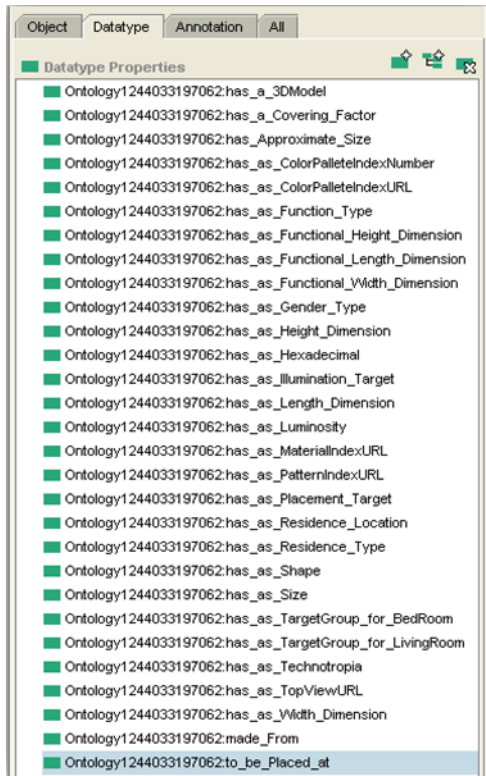 Object Datatype Annotation All
Datatype Properties
Ontology1244033197062:has_a_3DModel
Ontology1244033197062:has_a_Covering_Factor
Ontology1244033197062:has_Approximate_Size
Ontology1244033197062:has_as_ColorPalleteIndexNumber
Ontology1244033197062:has_as_ColorPalleteIndexURL
Ontology1244033197062:has_as_Function_Type
Ontology1244033197062:has_as_Functional_Height_Dimension
Ontology1244033197062:has_as_Functional_Length_Dimension
Ontology1244033197062:has_as_Functional_Width_Dimension
Ontology1244033197062:has_as_Gender_Type
Ontology1244033197062:has_as_Height_Dimension
Ontology1244033197062:has_as_Hexadecimal
Ontology1244033197062:has_as_Illumination_Target
Ontology1244033197062:has_as_Length_Dimension
Ontology1244033197062:has_as_Luminosity
Ontology1244033197062:has_as_MaterialIndexURL
Ontology1244033197062:has_as_PatternIndexURL
Ontology1244033197062:has_as_Placement_Target
Ontology1244033197062:has_as_Residence_Location
Ontology1244033197062:has_as_Residence_Type
Ontology1244033197062:has_as_Shape
Ontology1244033197062:has_as_Size
Ontology1244033197062:has_as_TargetGroup_for_BedRoom
Ontology1244033197062:has_as_TargetGroup_for_LivingRoom
Ontology1244033197062:has_as_Technotropia
Ontology1244033197062:has_as_TopViewURL
Ontology1244033197062:has_as_Width_Dimension
Ontology1244033197062:made_From
Ontology1244033197062:to_be_Placed_at